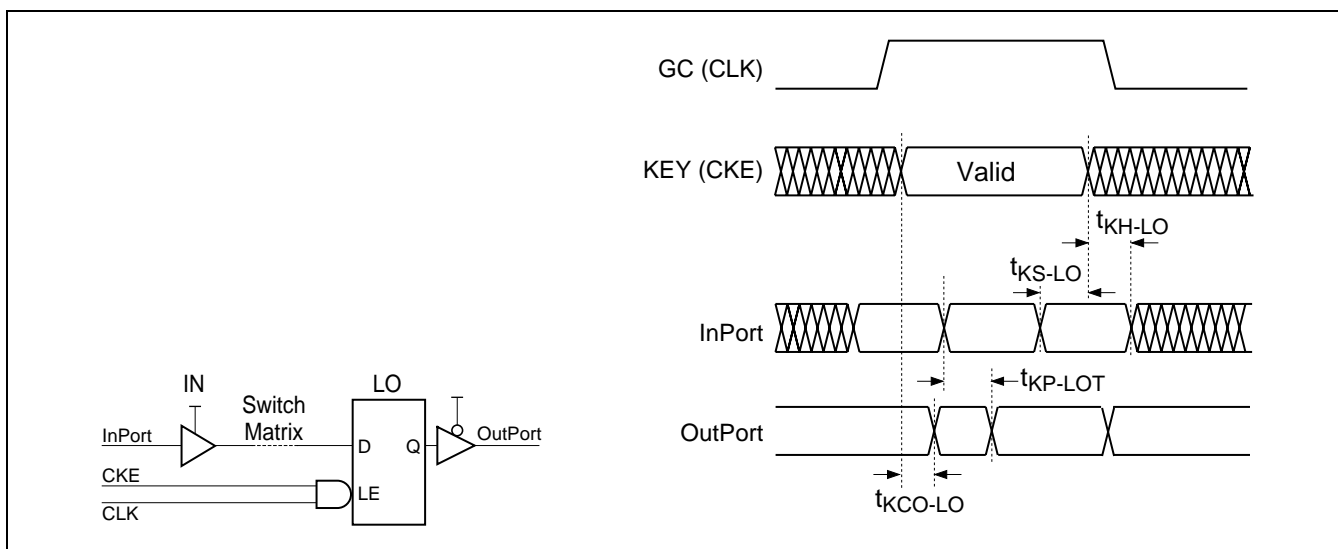 GC (CLK)
KEY (CKE)
Valid
tKH-LO
tKS-LO
InPort
tKP-LOT
OutPort
tKCO-LO
IN
LO
Switch
Matrix
InPort
D
Q
OutPort
CKE
LE
CLK